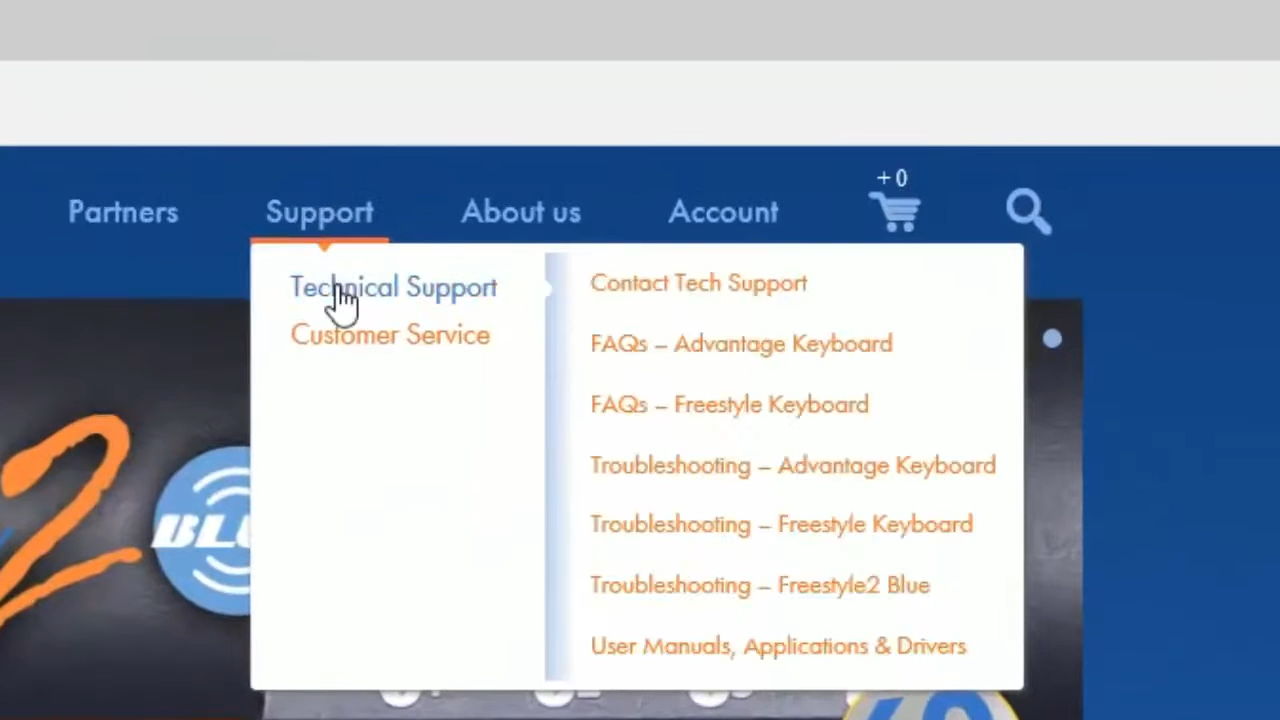 + 0
Partners
Support
About us
Account
Technical Support
Customer Service
Contact Tech Support
FAQs – Advantage Keyboard
FAQs – Freestyle Keyboard
Troubleshooting – Advantage Keyboard
Troubleshooting – Freestyle Keyboard
Troubleshooting – Freestyle2 Blue
User Manuals, Applications & Drivers
2